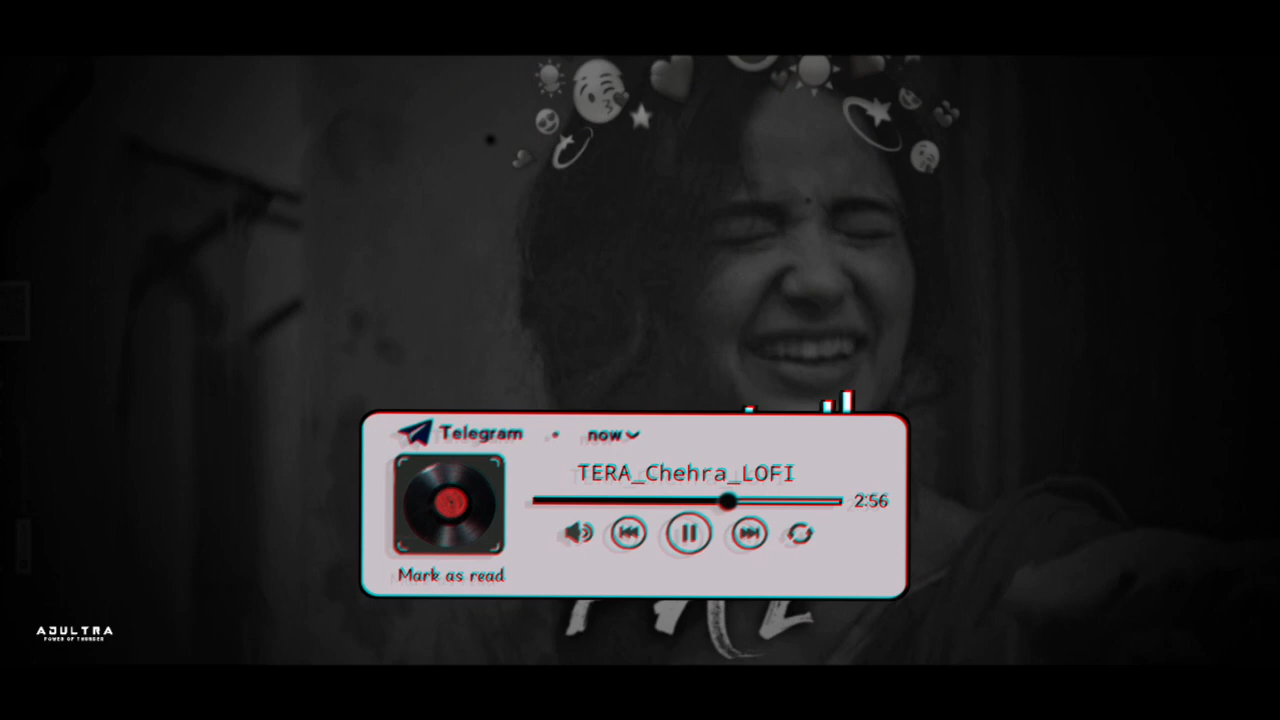 Telegram • now
TERA_Chehra_LOFI
2:56
Mark as read
AJULTRA
POWER OF THUNDER